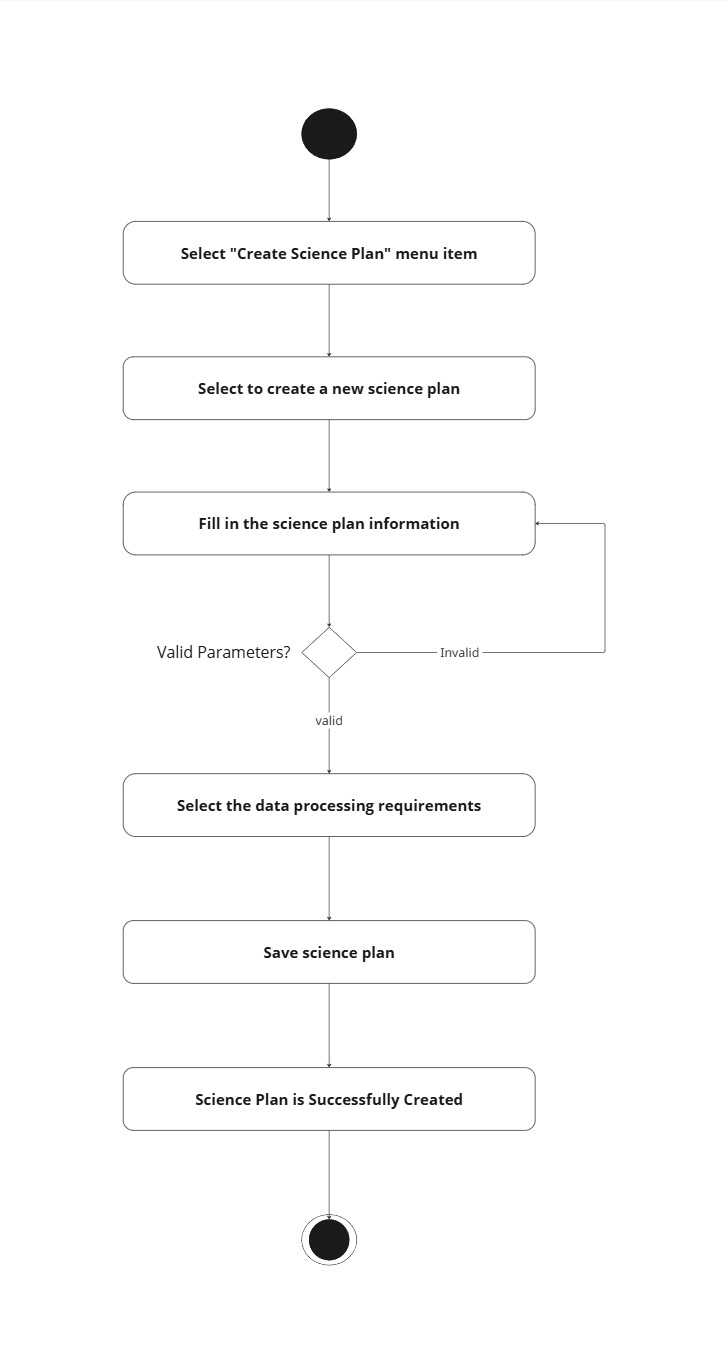 Select "Create Science Plan" menu item
Select to create a new science plan
Fill in the science plan information
Valid Parameters?
Invalid
valid
Select the data processing requirements
Save science plan
Science Plan is Successfully Created